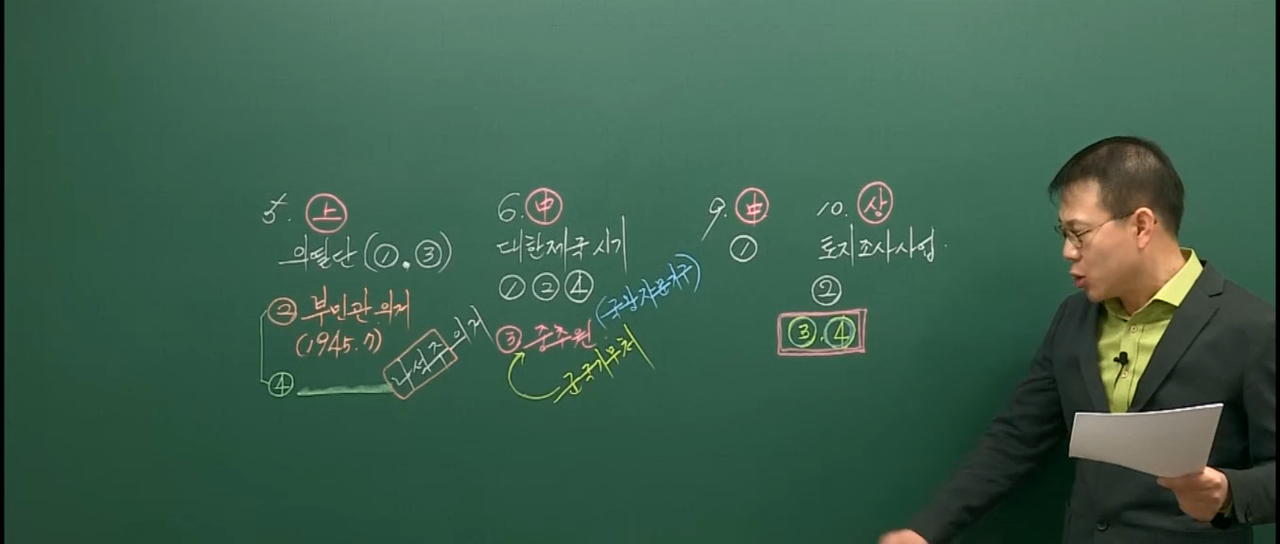 5. 上
의열단 (①. ③)
② 부민관 의거
(1945.7)
④ 나석주 의거
6. 中
대한제국 시기
① ② ④
③ 중추원 (국왕자문기구)
군국기무처
9. 中
①
10. 상
토지조사사업.
②
③. ④